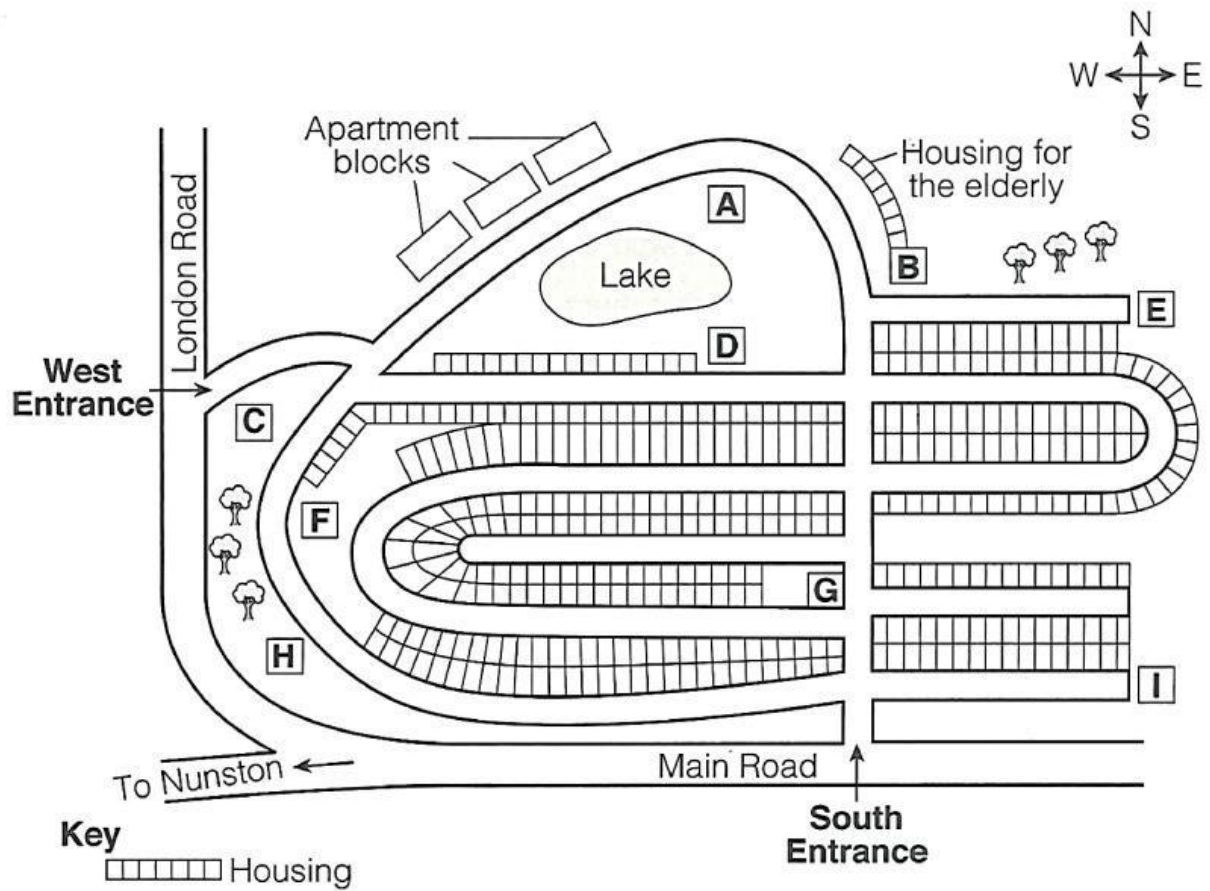 N
W E
S
Apartment
blocks
Housing for
the elderly
London Road
A
B
Lake
E
D
West
Entrance
C
F
G
H
I
To Nunston
Main Road
South
Entrance
Key
Housing